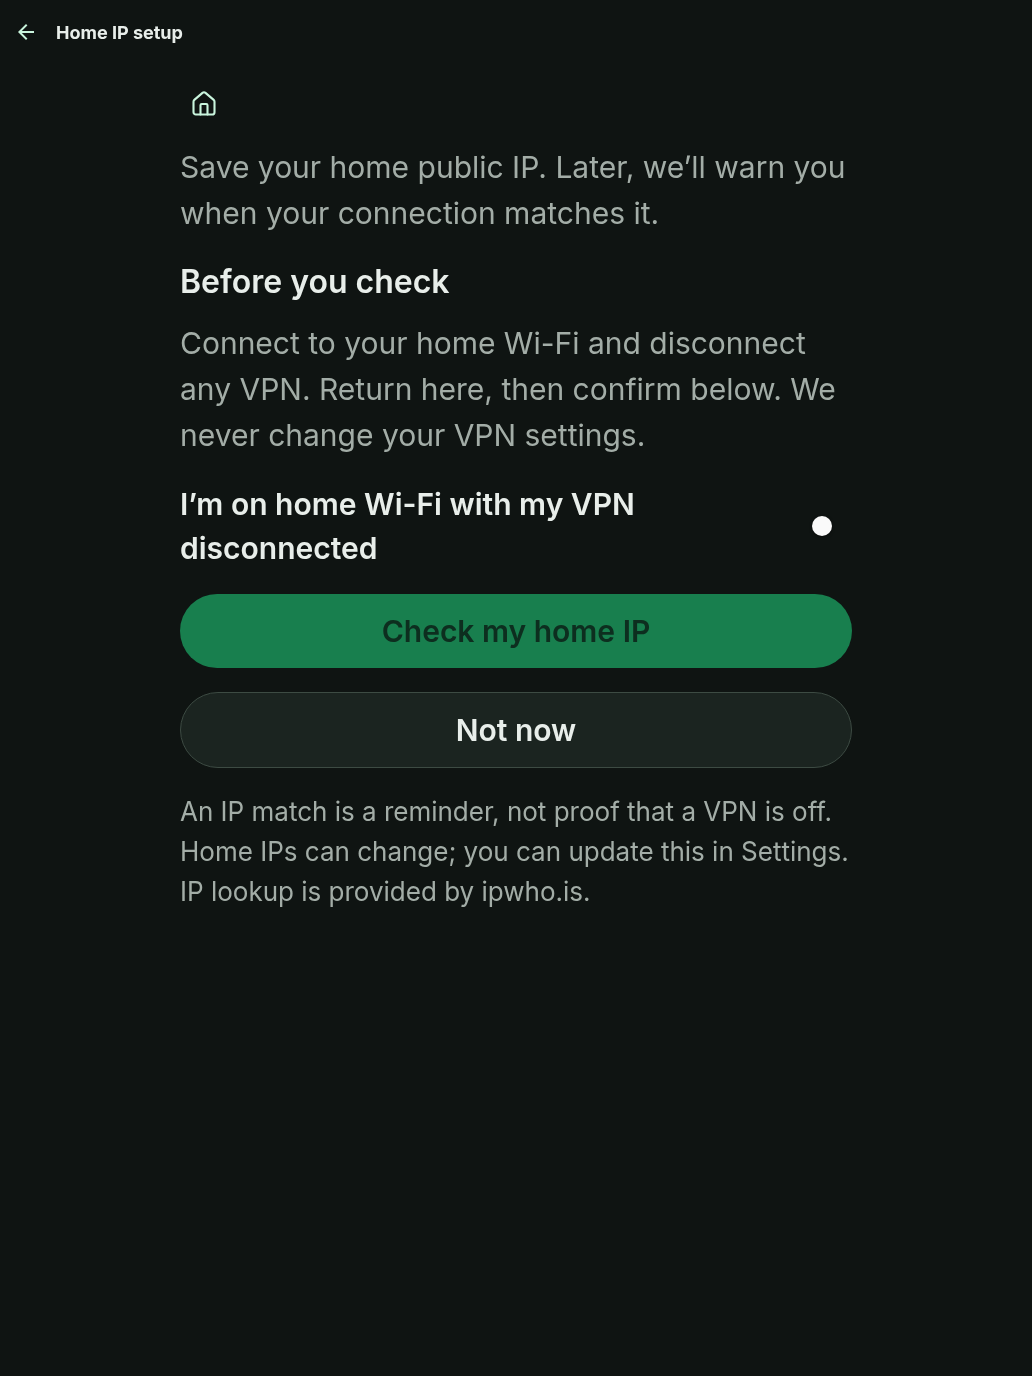 Home IP setup
Save your home public IP. Later, we’ll warn you
when your connection matches it.
Before you check
Connect to your home Wi-Fi and disconnect
any VPN. Return here, then confirm below. We
never change your VPN settings.
I’m on home Wi-Fi with my VPN
disconnected
Check my home IP
Not now
An IP match is a reminder, not proof that a VPN is off.
Home IPs can change; you can update this in Settings.
IP lookup is provided by ipwho.is.